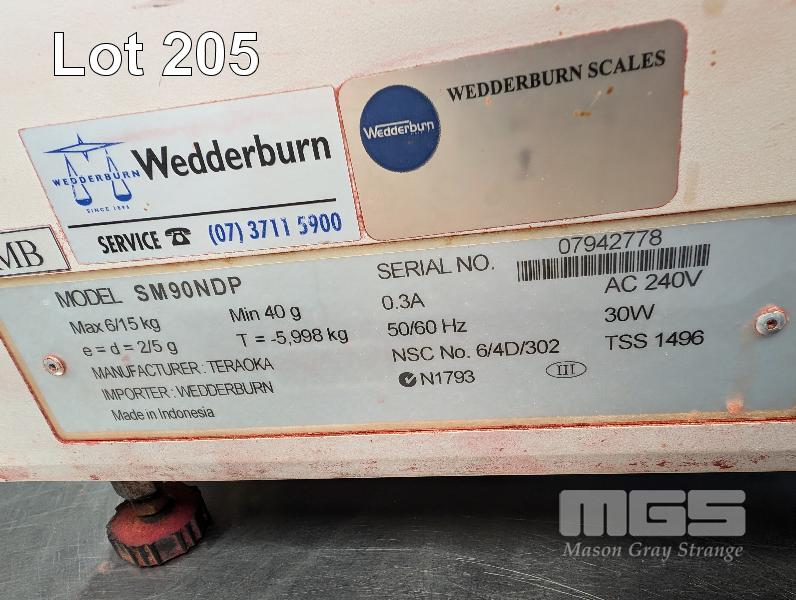 Lot 205
WEDDERBURN SCALES
Wedderburn
WEDDERBURN
SINCE 1896
Wedderburn
SERVICE ☎ (07) 3711 5900
MB
MODEL SM90NDP
SERIAL NO. 07942778
Max 6/15 kg Min 40 g 0.3A AC 240V
e = d = 2/5 g T = -5,998 kg 50/60 Hz 30W
MANUFACTURER : TERAOKA NSC No. 6/4D/302 TSS 1496
IMPORTER : WEDDERBURN N1793 III
Made in Indonesia
MGS
Mason Gray Strange